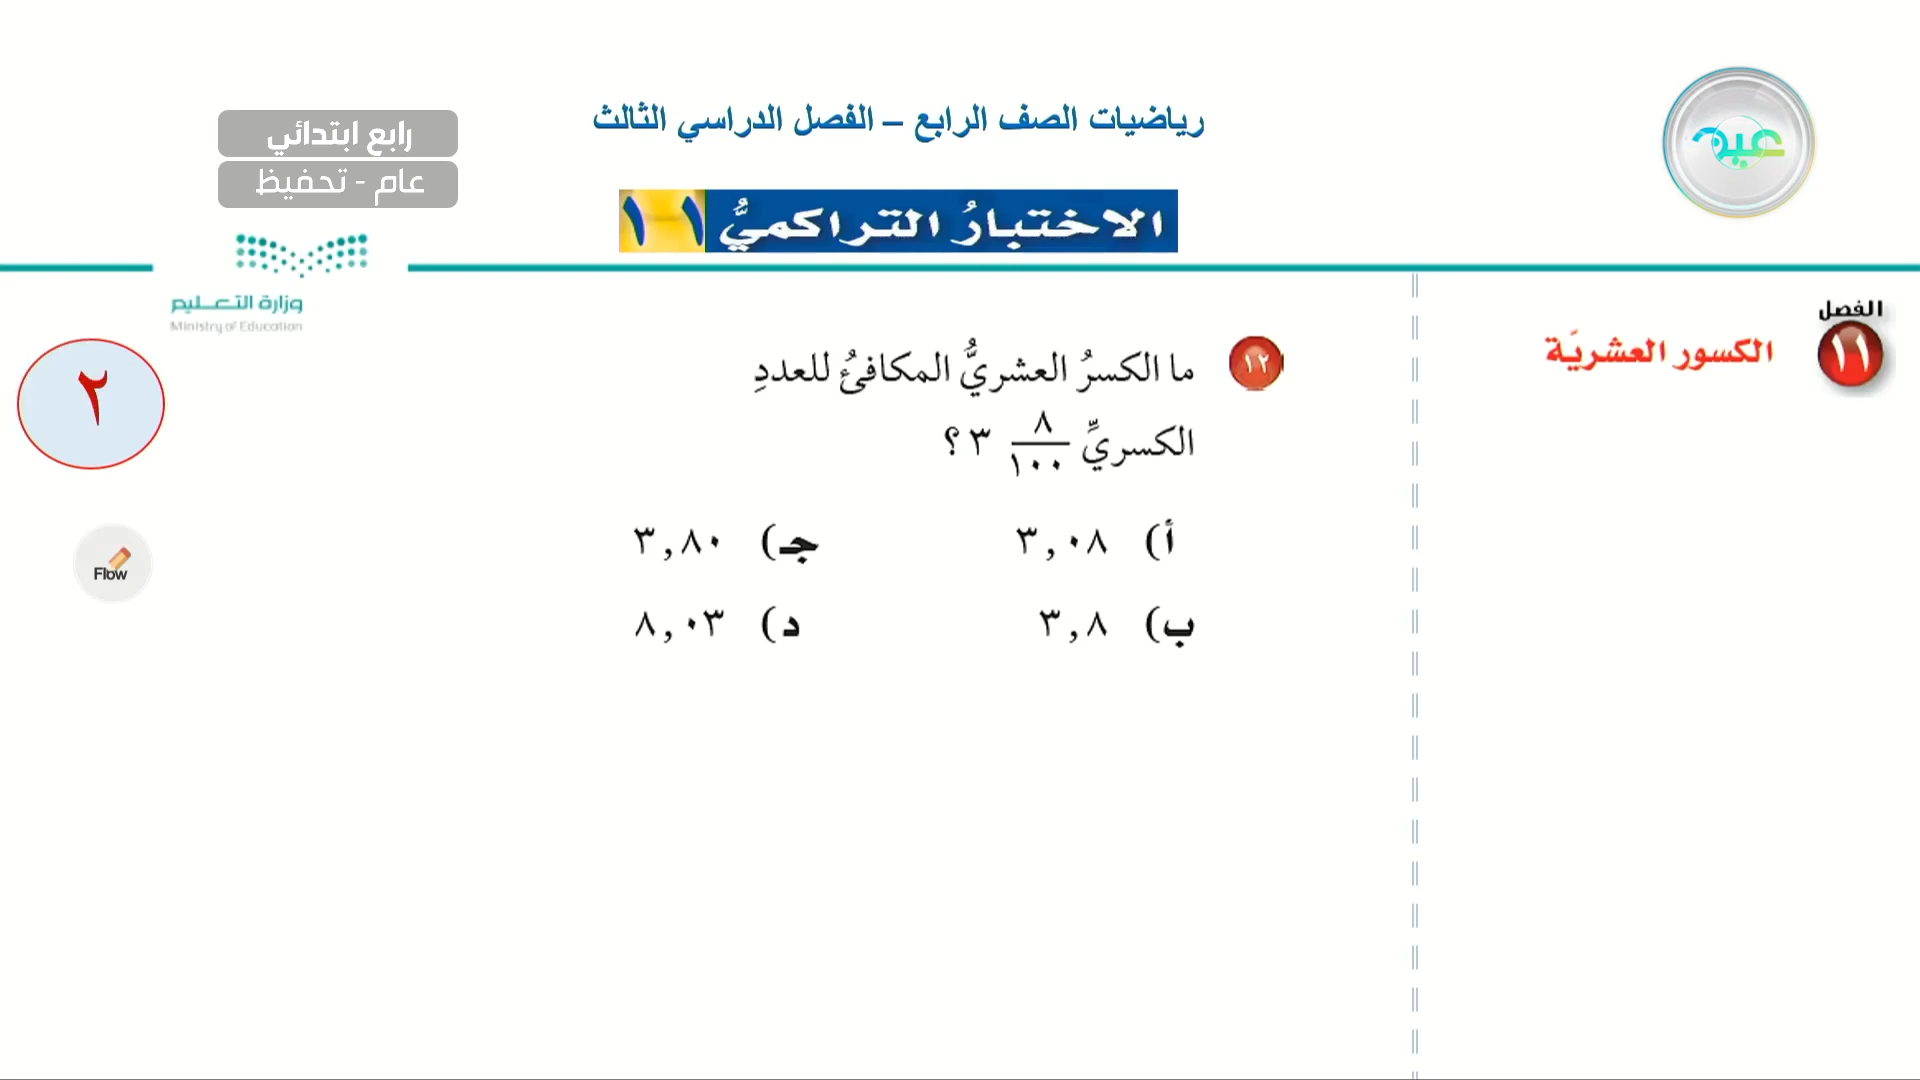 رياضيات الصف الرابع – الفصل الدراسي الثالث
رابع ابتدائي
عام - تحفيظ
الاختبارُ التراكميُّ ١١
وزارة التعليم
Ministry of Education
الفصل
١١
الكسور العشريَّة
٢
Flow
عبر
١٢
ما الكسرُ العشريُّ المكافئُ للعددِ
الكسريِّ ٨/١٠٠ ٣ ؟
أ) ٣,٠٨
جـ) ٣,٨٠
ب) ٣,٨
د) ٨,٠٣